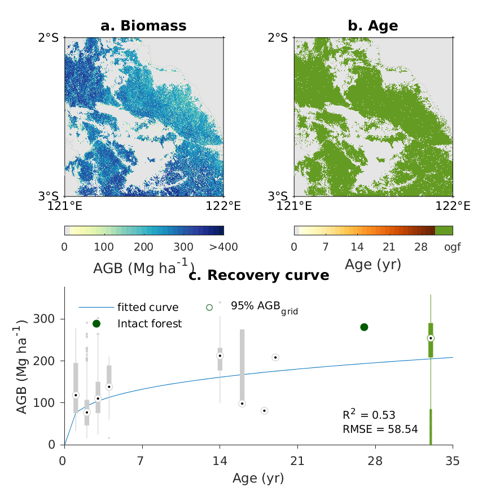 a. Biomass
b. Age
2°S
2°S
3°S
3°S
121°E
122°E
121°E
122°E
0 100 200 300 >400
0 7 14 21 28 ogf
AGB (Mg ha⁻¹)
Age (yr)
c. Recovery curve
fitted curve
95% AGB_grid
Intact forest
300
200
100
0
AGB (Mg ha⁻¹)
R² = 0.53
RMSE = 58.54
0 7 14 21 28 35
Age (yr)